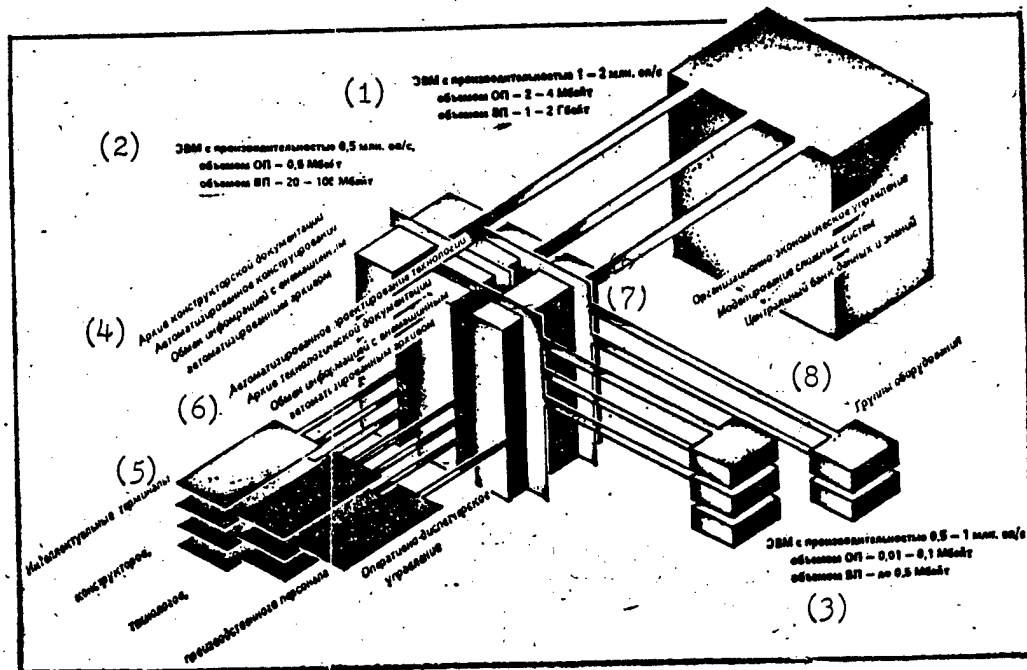 (1)
ЭВМ с производительностью 1 – 2 млн. оп/с
объемом ОП – 2 – 4 Мбайт
объемом ВП – 1 – 2 Гбайт
(2)
ЭВМ с производительностью 0,5 млн. оп/с,
объемом ОП – 0,5 Мбайт
объемом ВП – 20 – 100 Мбайт
(4)
Архив конструкторской документации
Автоматизированное конструирование
Обмен информацией с внемашинным
автоматизированным архивом
(6)
Автоматизированное проектирование технологии
Архив технологической документации
Обмен информацией с внемашинным
автоматизированным архивом
(7)
Организационно-экономическое управление
Моделирование сложных систем
Центральный банк данных и знаний
(8)
Группы оборудования
(5)
Интеллектуальные терминалы
конструкторов,
технологов,
производственного персонала
Оперативно-диспетчерское
управление
ЭВМ с производительностью 0,5 – 1 млн. оп/с
объемом ОП – 0,01 – 0,1 Мбайт
объемом ВП – до 0,5 Мбайт
(3)